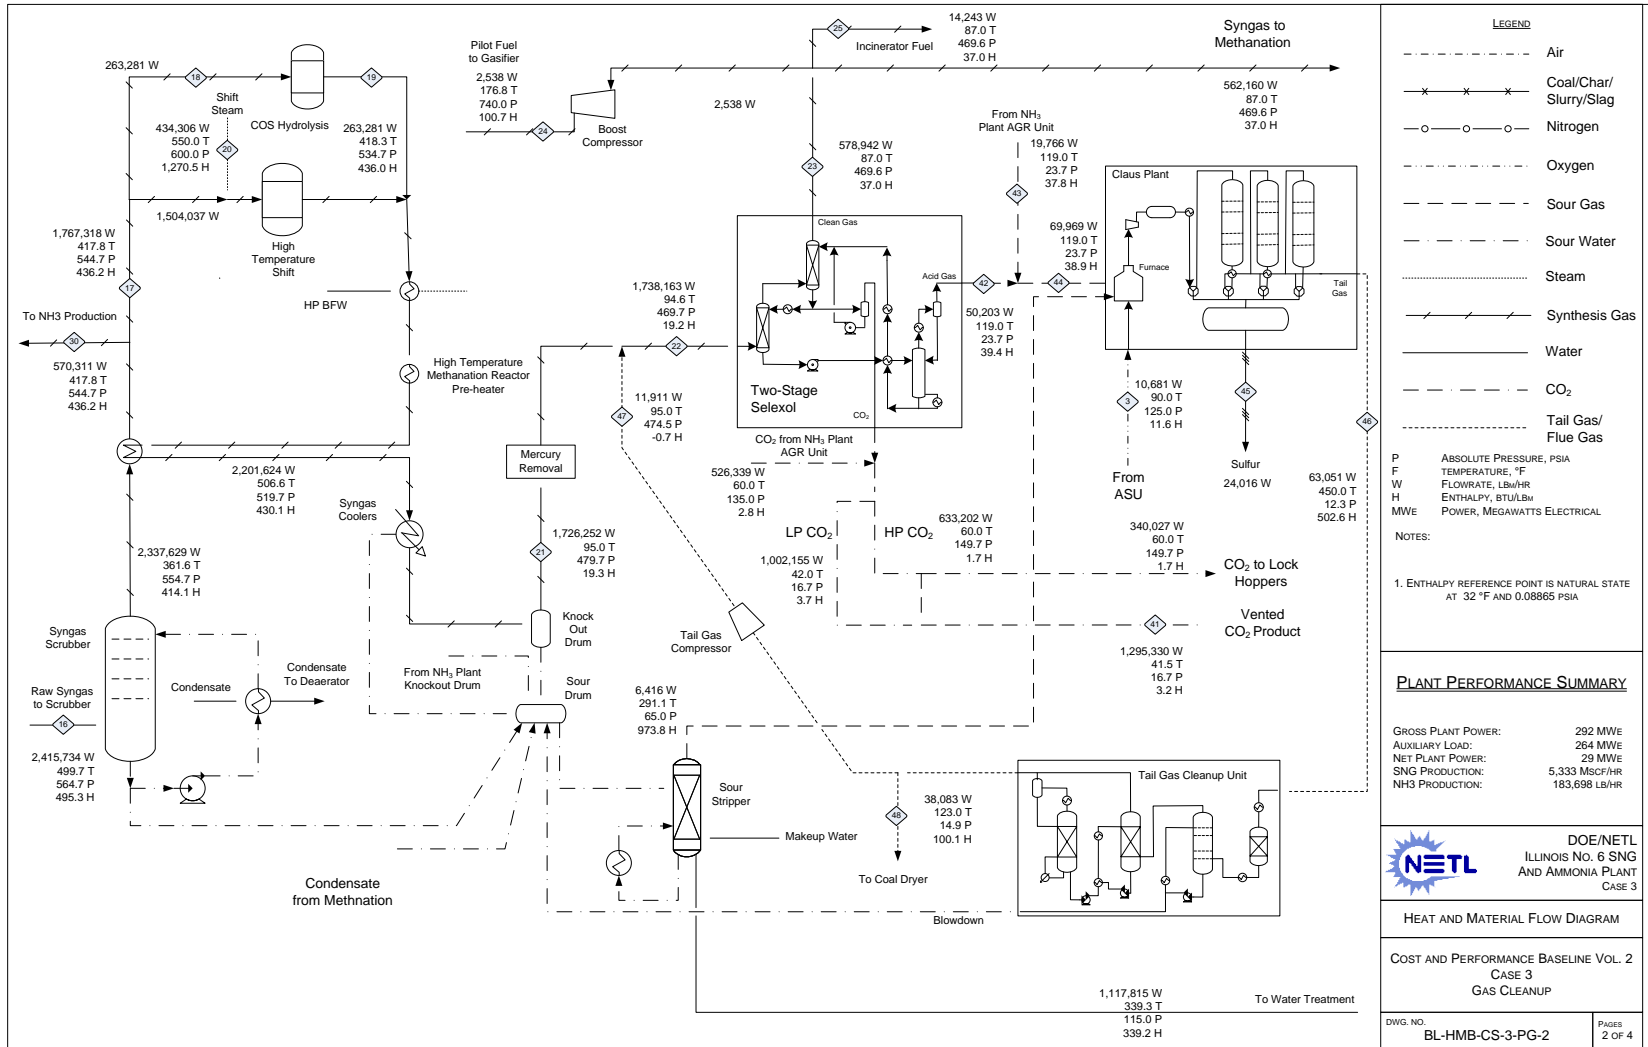 263,281 W
18
19
COS Hydrolysis
Shift
Steam
434,306 W
550.0 T
600.0 P
1,270.5 H
20
263,281 W
418.3 T
534.7 P
436.0 H
1,504,037 W
High
Temperature
Shift
1,767,318 W
417.8 T
544.7 P
436.2 H
17
HP BFW
To NH3 Production
30
570,311 W
417.8 T
544.7 P
436.2 H
High Temperature
Methanation Reactor
Pre-heater
2,201,624 W
506.6 T
519.7 P
430.1 H
Syngas
Coolers
2,337,629 W
361.6 T
554.7 P
414.1 H
Syngas
Scrubber
Raw Syngas
to Scrubber
16
2,415,734 W
499.7 T
564.7 P
495.3 H
Condensate
Condensate
To Deaerator
From NH3 Plant
Knockout Drum
Condensate
from Methnation
Pilot Fuel
to Gasifier
2,538 W
176.8 T
740.0 P
100.7 H
24
Boost
Compressor
2,538 W
25
Incinerator Fuel
14,243 W
87.0 T
469.6 P
37.0 H
Syngas to
Methanation
562,160 W
87.0 T
469.6 P
37.0 H
578,942 W
87.0 T
469.6 P
37.0 H
23
From NH3
Plant AGR Unit
19,766 W
119.0 T
23.7 P
37.8 H
43
Clean Gas
Acid Gas
Two-Stage
Selexol
CO2
1,738,163 W
94.6 T
469.7 P
19.2 H
22
42
44
50,203 W
119.0 T
23.7 P
39.4 H
69,969 W
119.0 T
23.7 P
38.9 H
Claus Plant
Furnace
Tail
Gas
10,681 W
90.0 T
125.0 P
11.6 H
3
From
ASU
45
Sulfur
24,016 W
46
63,051 W
450.0 T
12.3 P
502.6 H
11,911 W
95.0 T
474.5 P
-0.7 H
47
Mercury
Removal
1,726,252 W
95.0 T
479.7 P
19.3 H
21
Knock
Out
Drum
Sour
Drum
CO2 from NH3 Plant
AGR Unit
526,339 W
60.0 T
135.0 P
2.8 H
LP CO2
HP CO2
1,002,155 W
42.0 T
16.7 P
3.7 H
633,202 W
60.0 T
149.7 P
1.7 H
340,027 W
60.0 T
149.7 P
1.7 H
CO2 to Lock
Hoppers
Vented
CO2 Product
41
1,295,330 W
41.5 T
16.7 P
3.2 H
Tail Gas
Compressor
6,416 W
291.1 T
65.0 P
973.8 H
Sour
Stripper
Makeup Water
48
38,083 W
123.0 T
14.9 P
100.1 H
To Coal Dryer
Tail Gas Cleanup Unit
Blowdown
1,117,815 W
339.3 T
115.0 P
339.2 H
To Water Treatment
LEGEND
Air
Coal/Char/
Slurry/Slag
Nitrogen
Oxygen
Sour Gas
Sour Water
Steam
Synthesis Gas
Water
CO2
Tail Gas/
Flue Gas
P ABSOLUTE PRESSURE, PSIA
F TEMPERATURE, °F
W FLOWRATE, LBM/HR
H ENTHALPY, BTU/LBM
MWE POWER, MEGAWATTS ELECTRICAL
NOTES:
1. ENTHALPY REFERENCE POINT IS NATURAL STATE
AT 32 °F AND 0.08865 PSIA
PLANT PERFORMANCE SUMMARY
GROSS PLANT POWER: 292 MWE
AUXILIARY LOAD: 264 MWE
NET PLANT POWER: 29 MWE
SNG PRODUCTION: 5,333 MSCF/HR
NH3 PRODUCTION: 183,698 LB/HR
NETL
DOE/NETL
ILLINOIS NO. 6 SNG
AND AMMONIA PLANT
CASE 3
HEAT AND MATERIAL FLOW DIAGRAM
COST AND PERFORMANCE BASELINE VOL. 2
CASE 3
GAS CLEANUP
DWG. NO.
BL-HMB-CS-3-PG-2
PAGES
2 OF 4